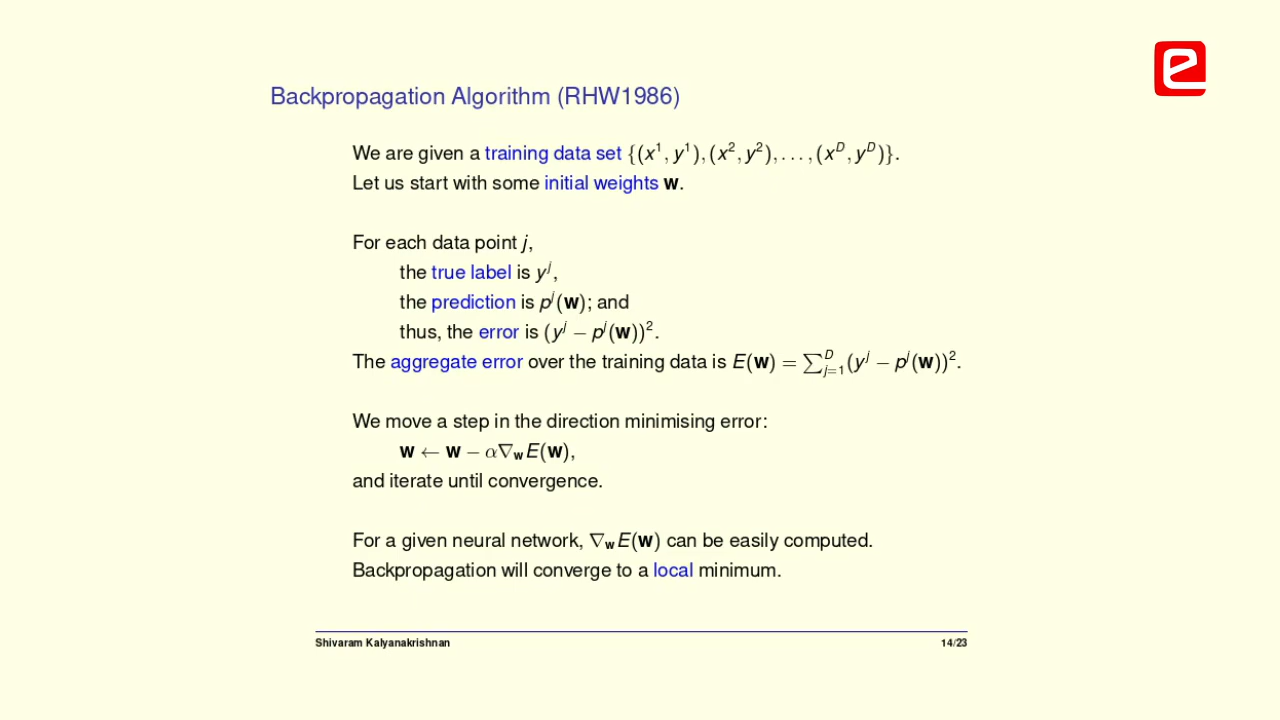 Backpropagation Algorithm (RHW1986)
We are given a training data set {(x¹, y¹), (x², y²), . . . , (xᴰ, yᴰ)}.
Let us start with some initial weights w.
For each data point j,
the true label is yʲ,
the prediction is pʲ(w); and
thus, the error is (yʲ − pʲ(w))².
The aggregate error over the training data is E(w) = ∑ᴰⱼ₌₁(yʲ − pʲ(w))².
We move a step in the direction minimising error:
w ← w − α∇w E(w),
and iterate until convergence.
For a given neural network, ∇w E(w) can be easily computed.
Backpropagation will converge to a local minimum.
Shivaram Kalyanakrishnan 14/23